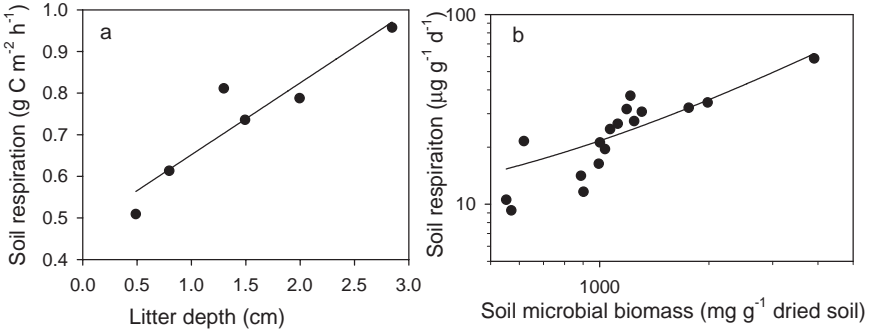 a
1.0
0.9
0.8
0.7
0.6
0.5
0.4
Soil respiration (g C m⁻² h⁻¹)
0.0 0.5 1.0 1.5 2.0 2.5 3.0
Litter depth (cm)
b
100
10
Soil respiraiton (µg g⁻¹ d⁻¹)
1000
Soil microbial biomass (mg g⁻¹ dried soil)